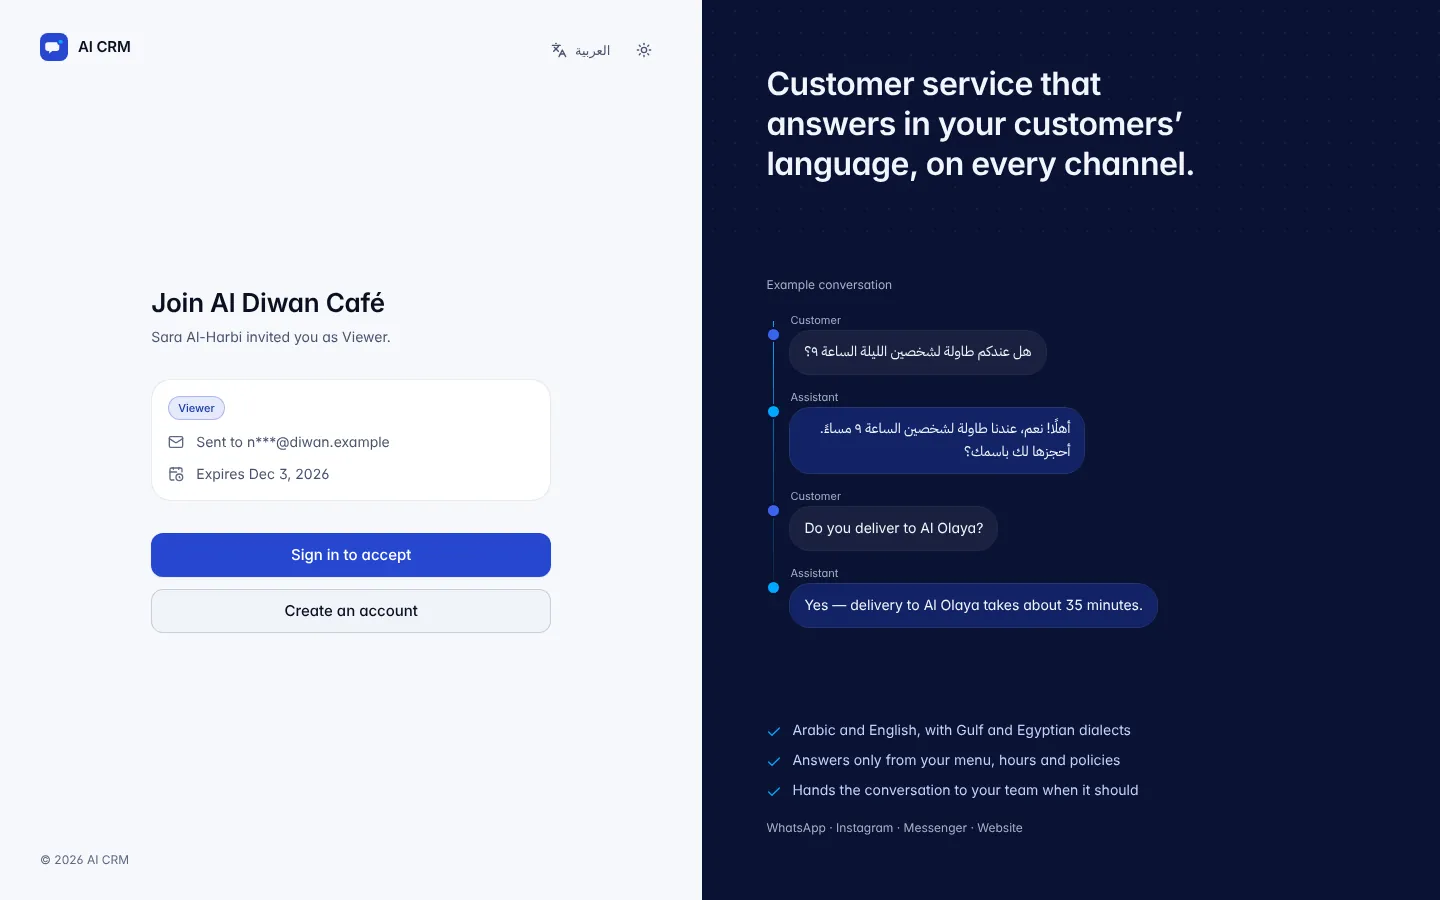 AI CRM
العربية
Join Al Diwan Café
Sara Al-Harbi invited you as Viewer.
Viewer
Sent to n***@diwan.example
Expires Dec 3, 2026
Sign in to accept
Create an account
© 2026 AI CRM
Customer service that
answers in your customers’
language, on every channel.
Example conversation
Customer
هل عندكم طاولة لشخصين الليلة الساعة ٩؟
Assistant
أهلًا! نعم، عندنا طاولة لشخصين الساعة ٩ مساءً.
أحجزها لك باسمك؟
Customer
Do you deliver to Al Olaya?
Assistant
Yes — delivery to Al Olaya takes about 35 minutes.
Arabic and English, with Gulf and Egyptian dialects
Answers only from your menu, hours and policies
Hands the conversation to your team when it should
WhatsApp · Instagram · Messenger · Website